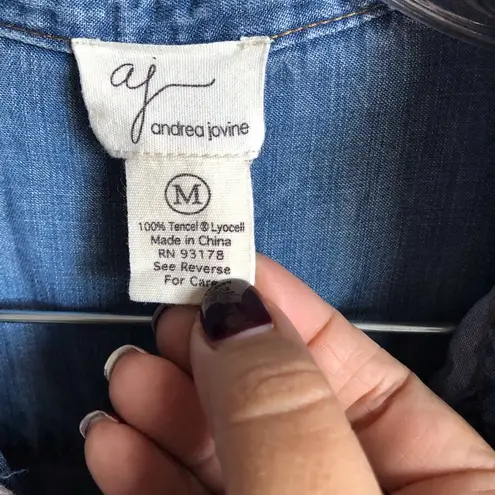 aj
andrea jovine
M
100% Tencel® Lyocell
Made in China
RN 93178
See Reverse
For Care